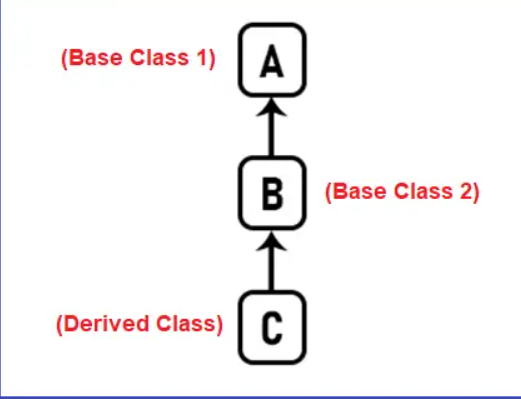 (Base Class 1) A
B (Base Class 2)
(Derived Class) C